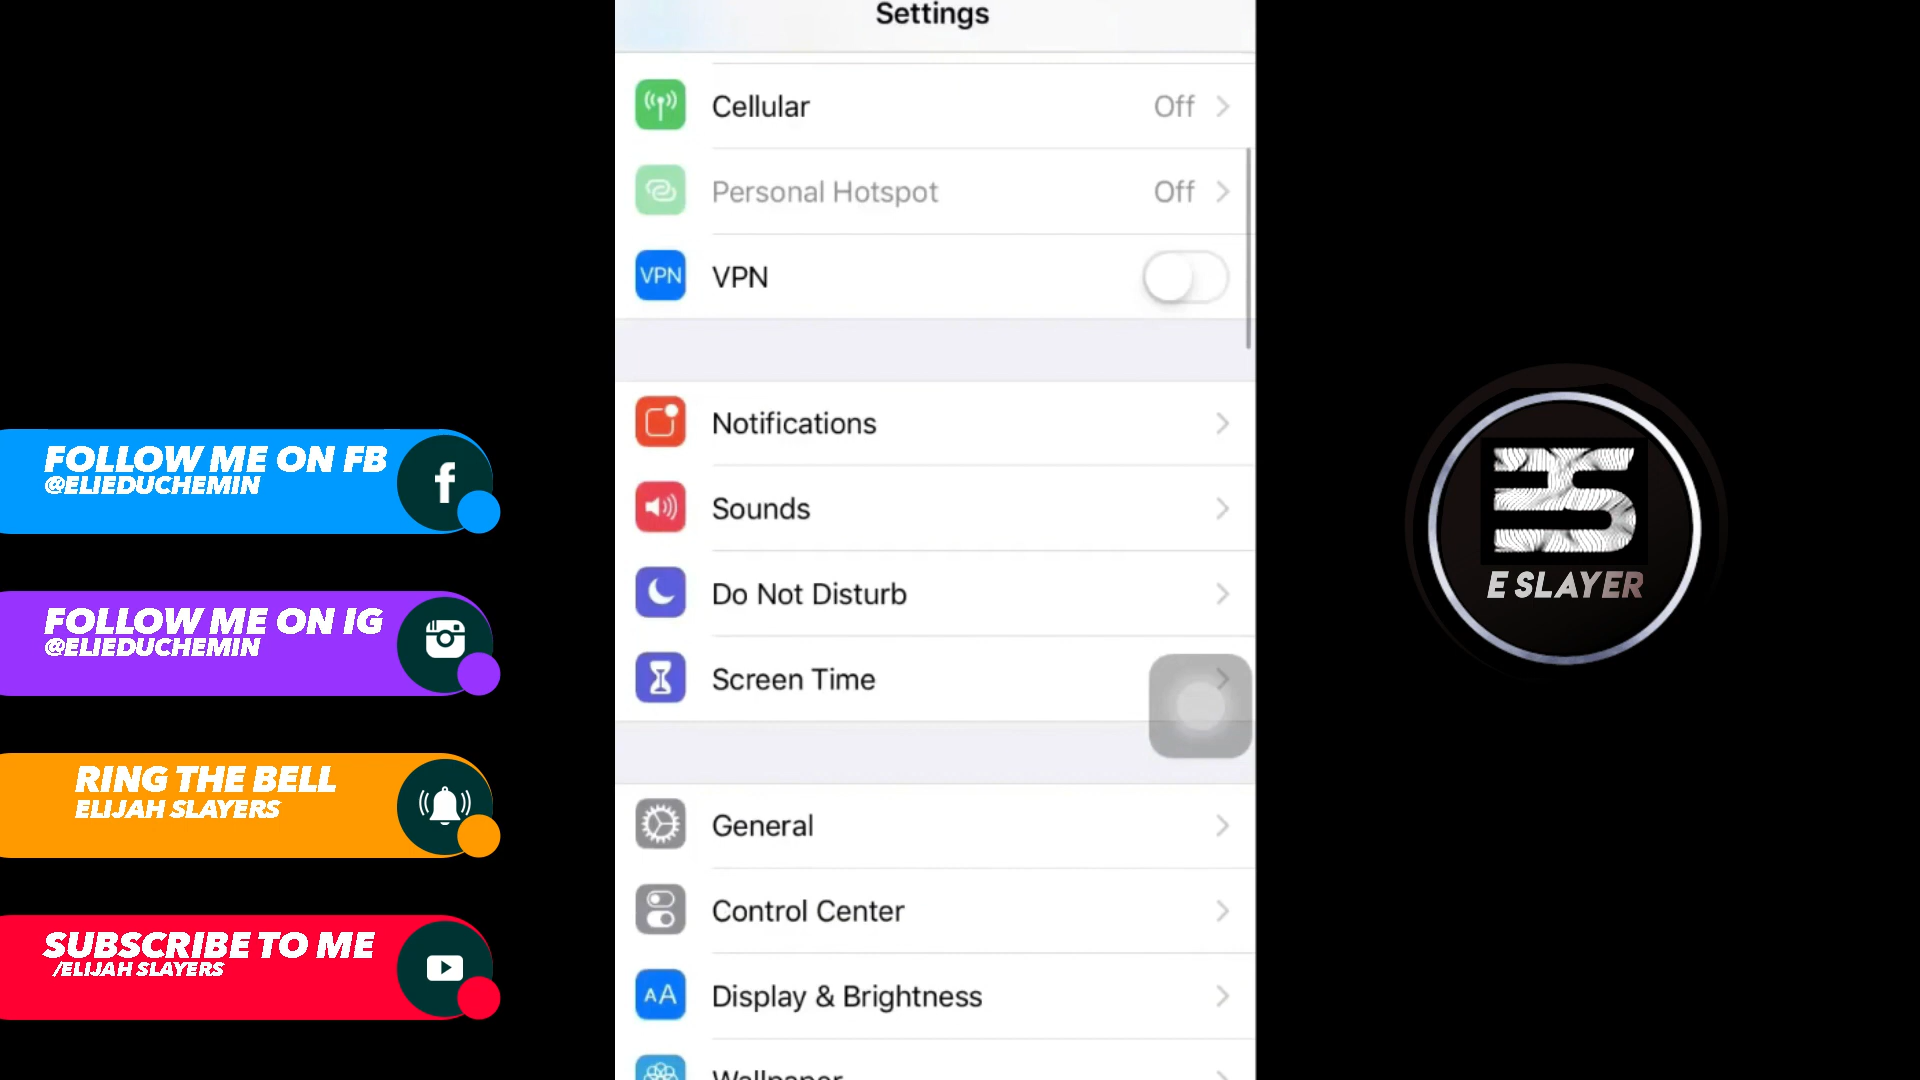 Settings
Cellular Off
Personal Hotspot Off
VPN VPN
Notifications
Sounds
Do Not Disturb
Screen Time
General
Control Center
AA Display & Brightness
Wallpaper
FOLLOW ME ON FB
@ELIEDUCHEMIN
f
FOLLOW ME ON IG
@ELIEDUCHEMIN
RING THE BELL
ELIJAH SLAYERS
SUBSCRIBE TO ME
/ELIJAH SLAYERS
ES
E SLAYER